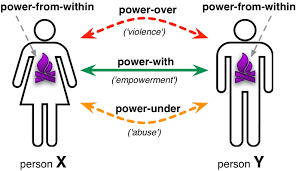 power-from-within
power-over
power-from-within
('violence')
power-with
('empowerment')
power-under
('abuse')
person X
person Y